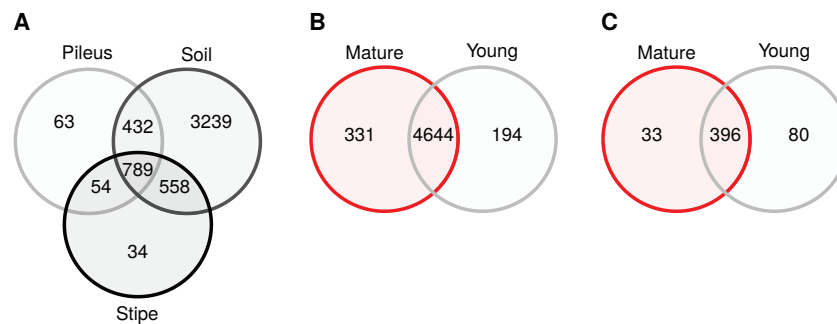 A
Pileus Soil
63 432 3239
789
54 558
34
Stipe
B
Mature Young
331 4644 194
C
Mature Young
33 396 80